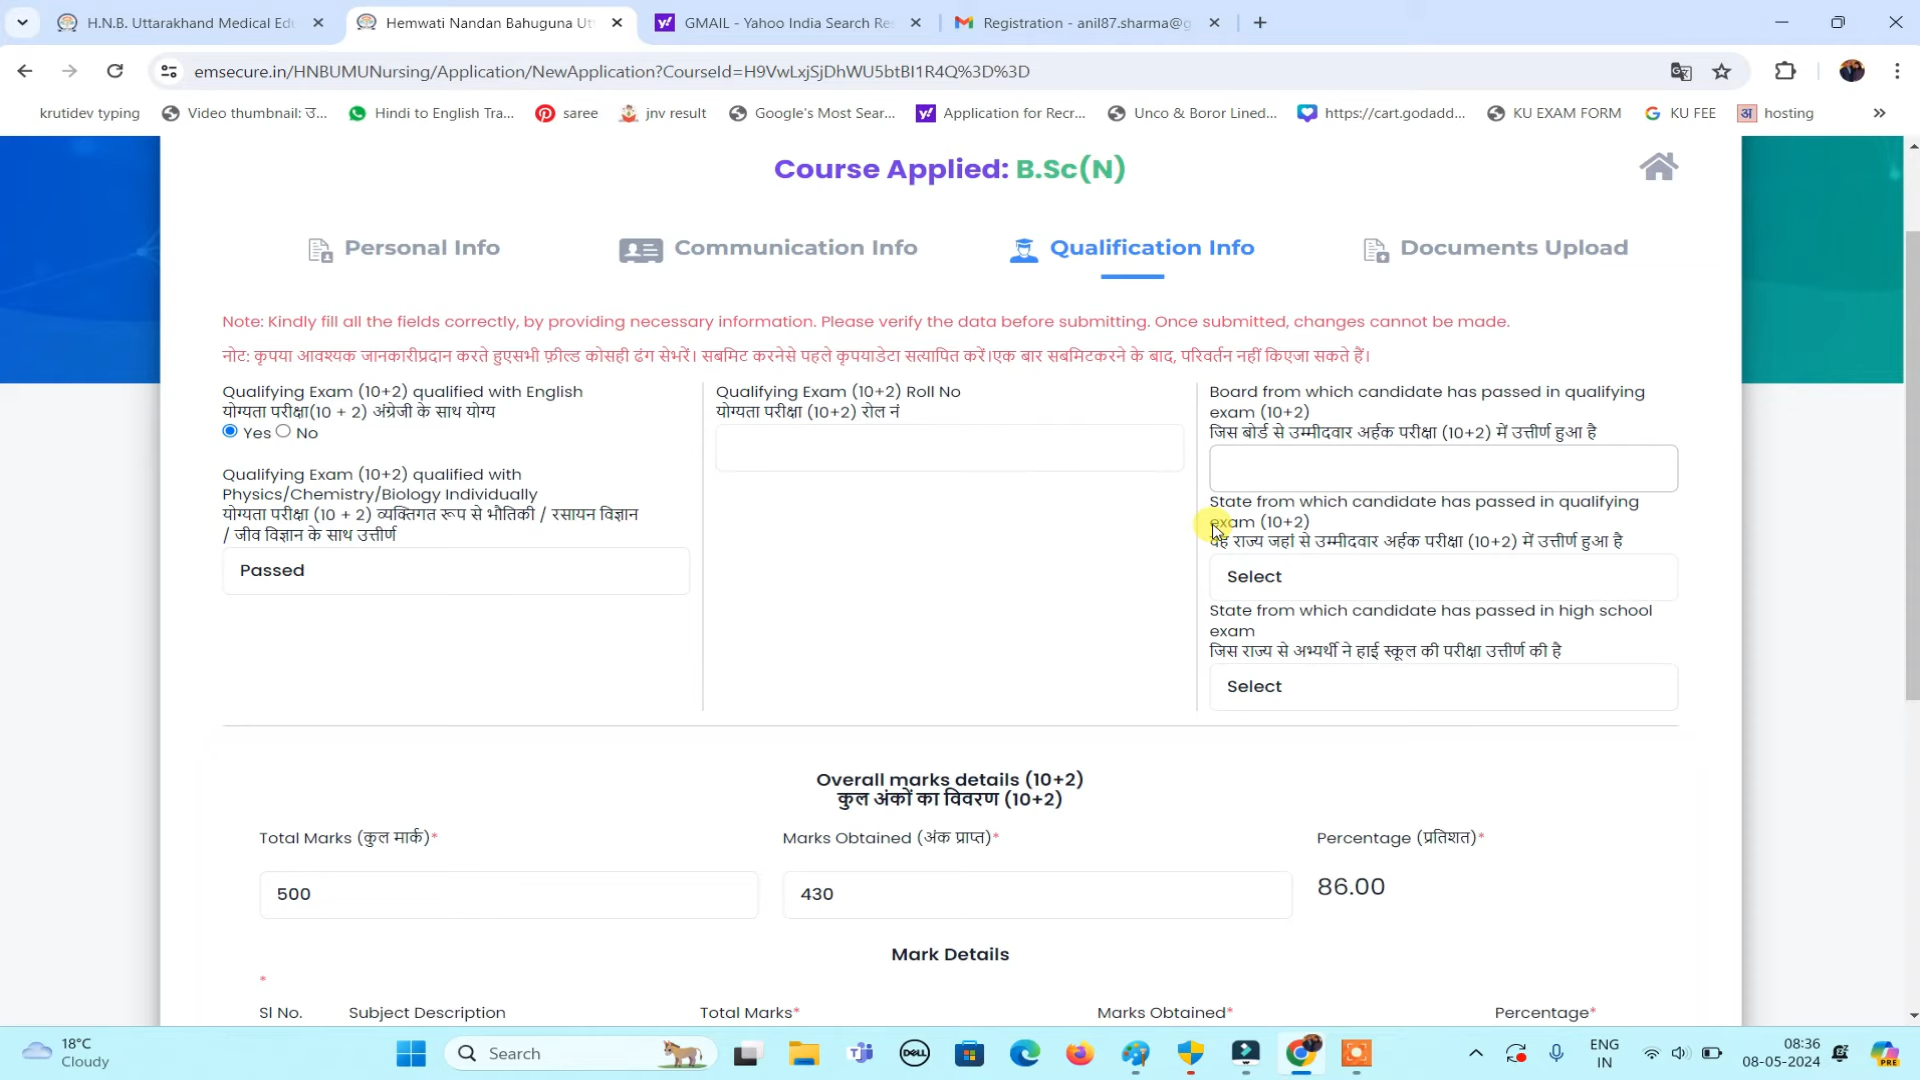 H.N.B. Uttarakhand Medical Ed
Hemwati Nandan Bahuguna Ut
GMAIL - Yahoo India Search Re
Registration - anil87.sharma@g
emsecure.in/HNBUMUNursing/Application/NewApplication?CourseId=H9VwLxjSjDhWU5btBI1R4Q%3D%3D
krutidev typing
Video thumbnail: उ...
Hindi to English Tra...
saree
jnv result
Google's Most Sear...
Application for Recr...
Unco & Boror Lined...
https://cart.godadd...
KU EXAM FORM
KU FEE
hosting
Course Applied: B.Sc(N)
Personal Info
Communication Info
Qualification Info
Documents Upload
Note: Kindly fill all the fields correctly, by providing necessary information. Please verify the data before submitting. Once submitted, changes cannot be made.
नोट: कृपया आवश्यक जानकारीप्रदान करते हुएसभी फ़ील्ड कोसही ढंग सेभरें। सबमिट करनेसे पहले कृपयाडेटा सत्यापित करें।एक बार सबमिटकरने के बाद, परिवर्तन नहीं किएजा सकते हैं।
Qualifying Exam (10+2) qualified with English
योग्यता परीक्षा(10 + 2) अंग्रेजी के साथ योग्य
Yes No
Qualifying Exam (10+2) qualified with
Physics/Chemistry/Biology Individually
योग्यता परीक्षा (10 + 2) व्यक्तिगत रूप से भौतिकी / रसायन विज्ञान
/ जीव विज्ञान के साथ उत्तीर्ण
Passed
Qualifying Exam (10+2) Roll No
योग्यता परीक्षा (10+2) रोल नं
Board from which candidate has passed in qualifying
exam (10+2)
जिस बोर्ड से उम्मीदवार अर्हक परीक्षा (10+2) में उत्तीर्ण हुआ है
State from which candidate has passed in qualifying
exam (10+2)
वह राज्य जहां से उम्मीदवार अर्हक परीक्षा (10+2) में उत्तीर्ण हुआ है
Select
State from which candidate has passed in high school
exam
जिस राज्य से अभ्यर्थी ने हाई स्कूल की परीक्षा उत्तीर्ण की है
Select
Overall marks details (10+2)
कुल अंकों का विवरण (10+2)
Total Marks (कुल मार्क)*
Marks Obtained (अंक प्राप्त)*
Percentage (प्रतिशत)*
500
430
86.00
Mark Details
*
Sl No.
Subject Description
Total Marks*
Marks Obtained*
Percentage*
18°C
Cloudy
Search
DELL
ENG
IN
08:36
08-05-2024
PRE